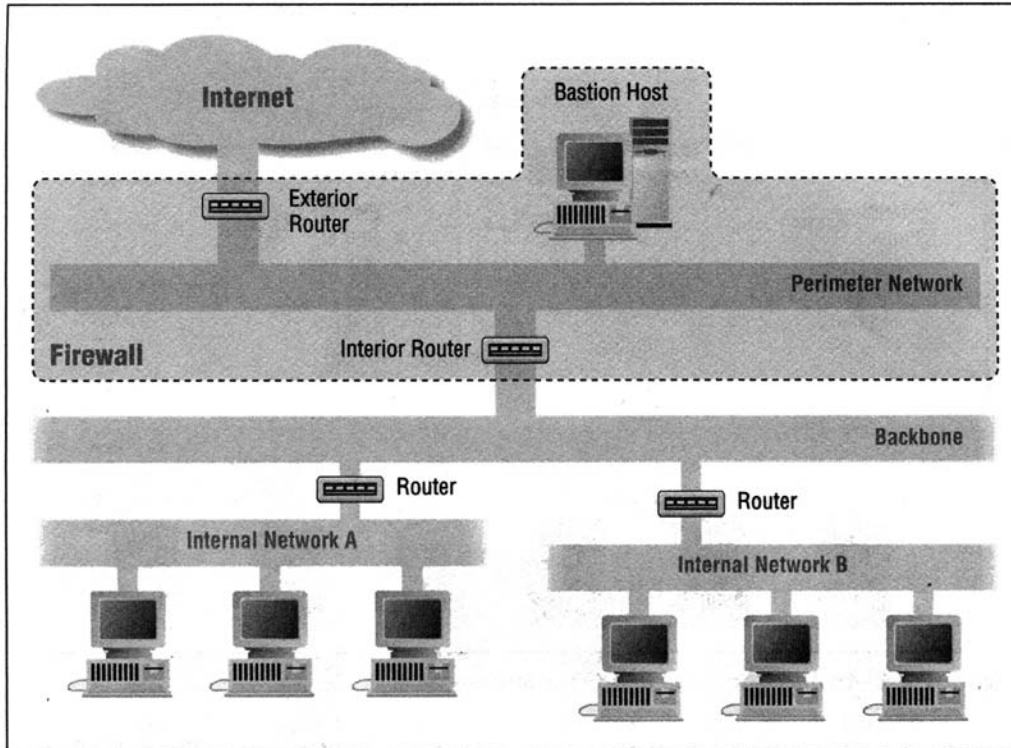 Internet
Bastion Host
Exterior
Router
Perimeter Network
Firewall
Interior Router
Backbone
Router
Router
Internal Network A
Internal Network B